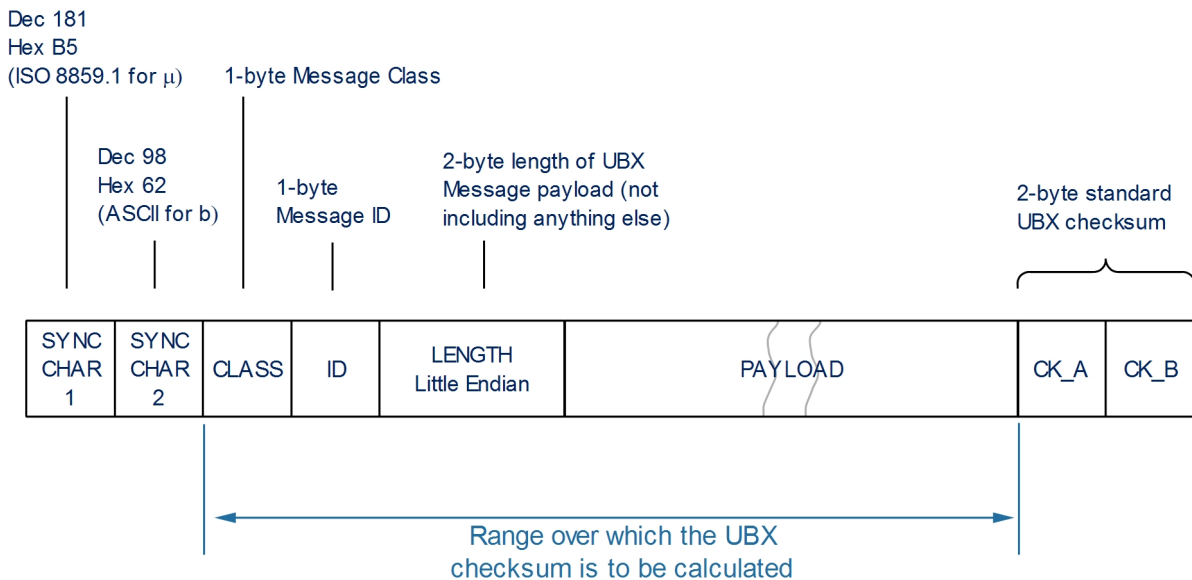 Dec 181
Hex B5
(ISO 8859.1 for μ)
1-byte Message Class
Dec 98
Hex 62
(ASCII for b)
1-byte
Message ID
2-byte length of UBX
Message payload (not
including anything else)
2-byte standard
UBX checksum
SYNC
CHAR
1
SYNC
CHAR
2
CLASS
ID
LENGTH
Little Endian
PAYLOAD
CK_A
CK_B
Range over which the UBX
checksum is to be calculated